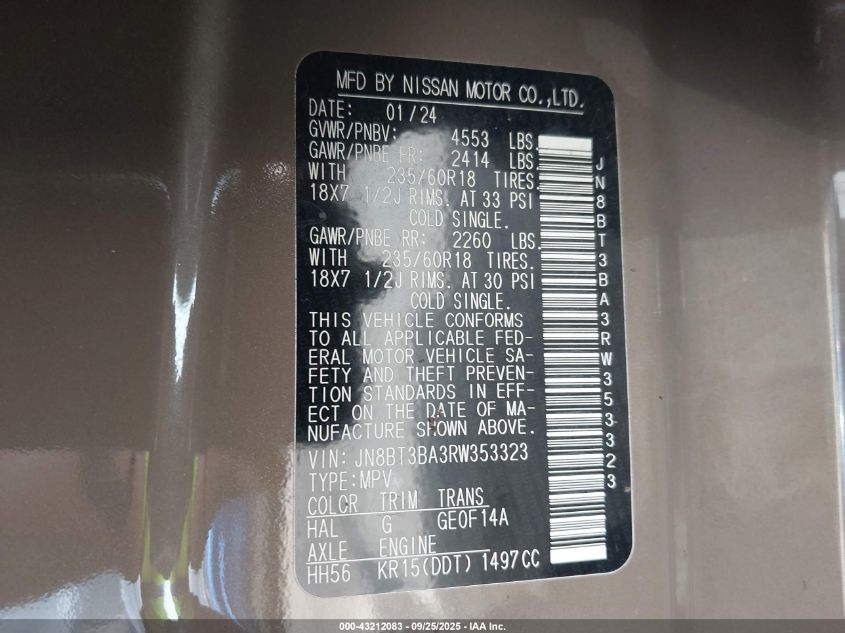 MFD BY NISSAN MOTOR CO.,LTD.
DATE: 01/24
GVWR/PNBV: 4553 LBS.
GAWR/PNBE FR: 2414 LBS.
WITH 235/60R18 TIRES.
18X7 1/2J RIMS. AT 33 PSI
COLD SINGLE.
GAWR/PNBE RR: 2260 LBS.
WITH 235/60R18 TIRES.
18X7 1/2J RIMS. AT 30 PSI
COLD SINGLE.
THIS VEHICLE CONFORMS
TO ALL APPLICABLE FED-
ERAL MOTOR VEHICLE SA-
FETY AND THEFT PREVEN-
TION STANDARDS IN EFF-
ECT ON THE DATE OF MA-
NUFACTURE SHOWN ABOVE.
VIN: JN8BT3BA3RW353323
TYPE:MPV
COLOR TRIM TRANS
HAL G GE0F14A
AXLE ENGINE
HH56 KR15(DDT) 1497CC
JN8BT3BA3RW353323
000-43212083 - 09/25/2025 - IAA Inc.